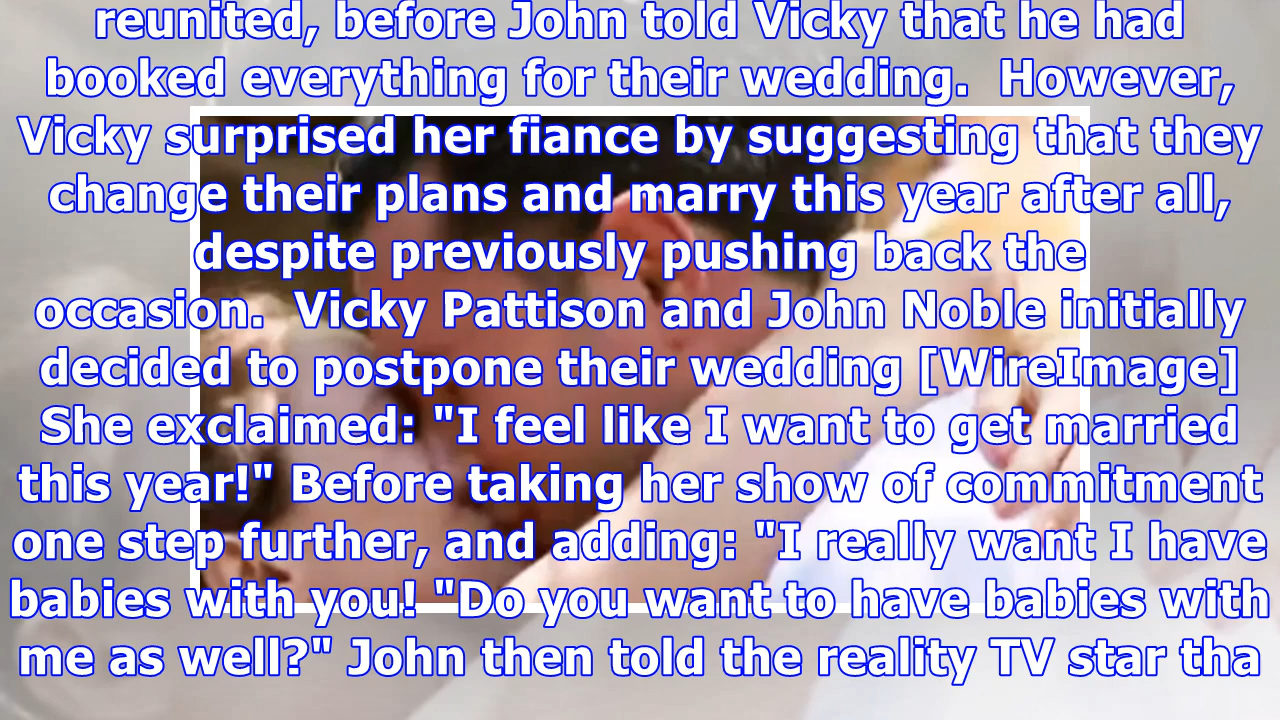 reunited, before John told Vicky that he had
booked everything for their wedding.  However,
Vicky surprised her fiance by suggesting that they
change their plans and marry this year after all,
despite previously pushing back the
occasion.  Vicky Pattison and John Noble initially
decided to postpone their wedding [WireImage]
She exclaimed: "I feel like I want to get married
this year!" Before taking her show of commitment
one step further, and adding: "I really want I have
babies with you! "Do you want to have babies with
me as well?" John then told the reality TV star tha